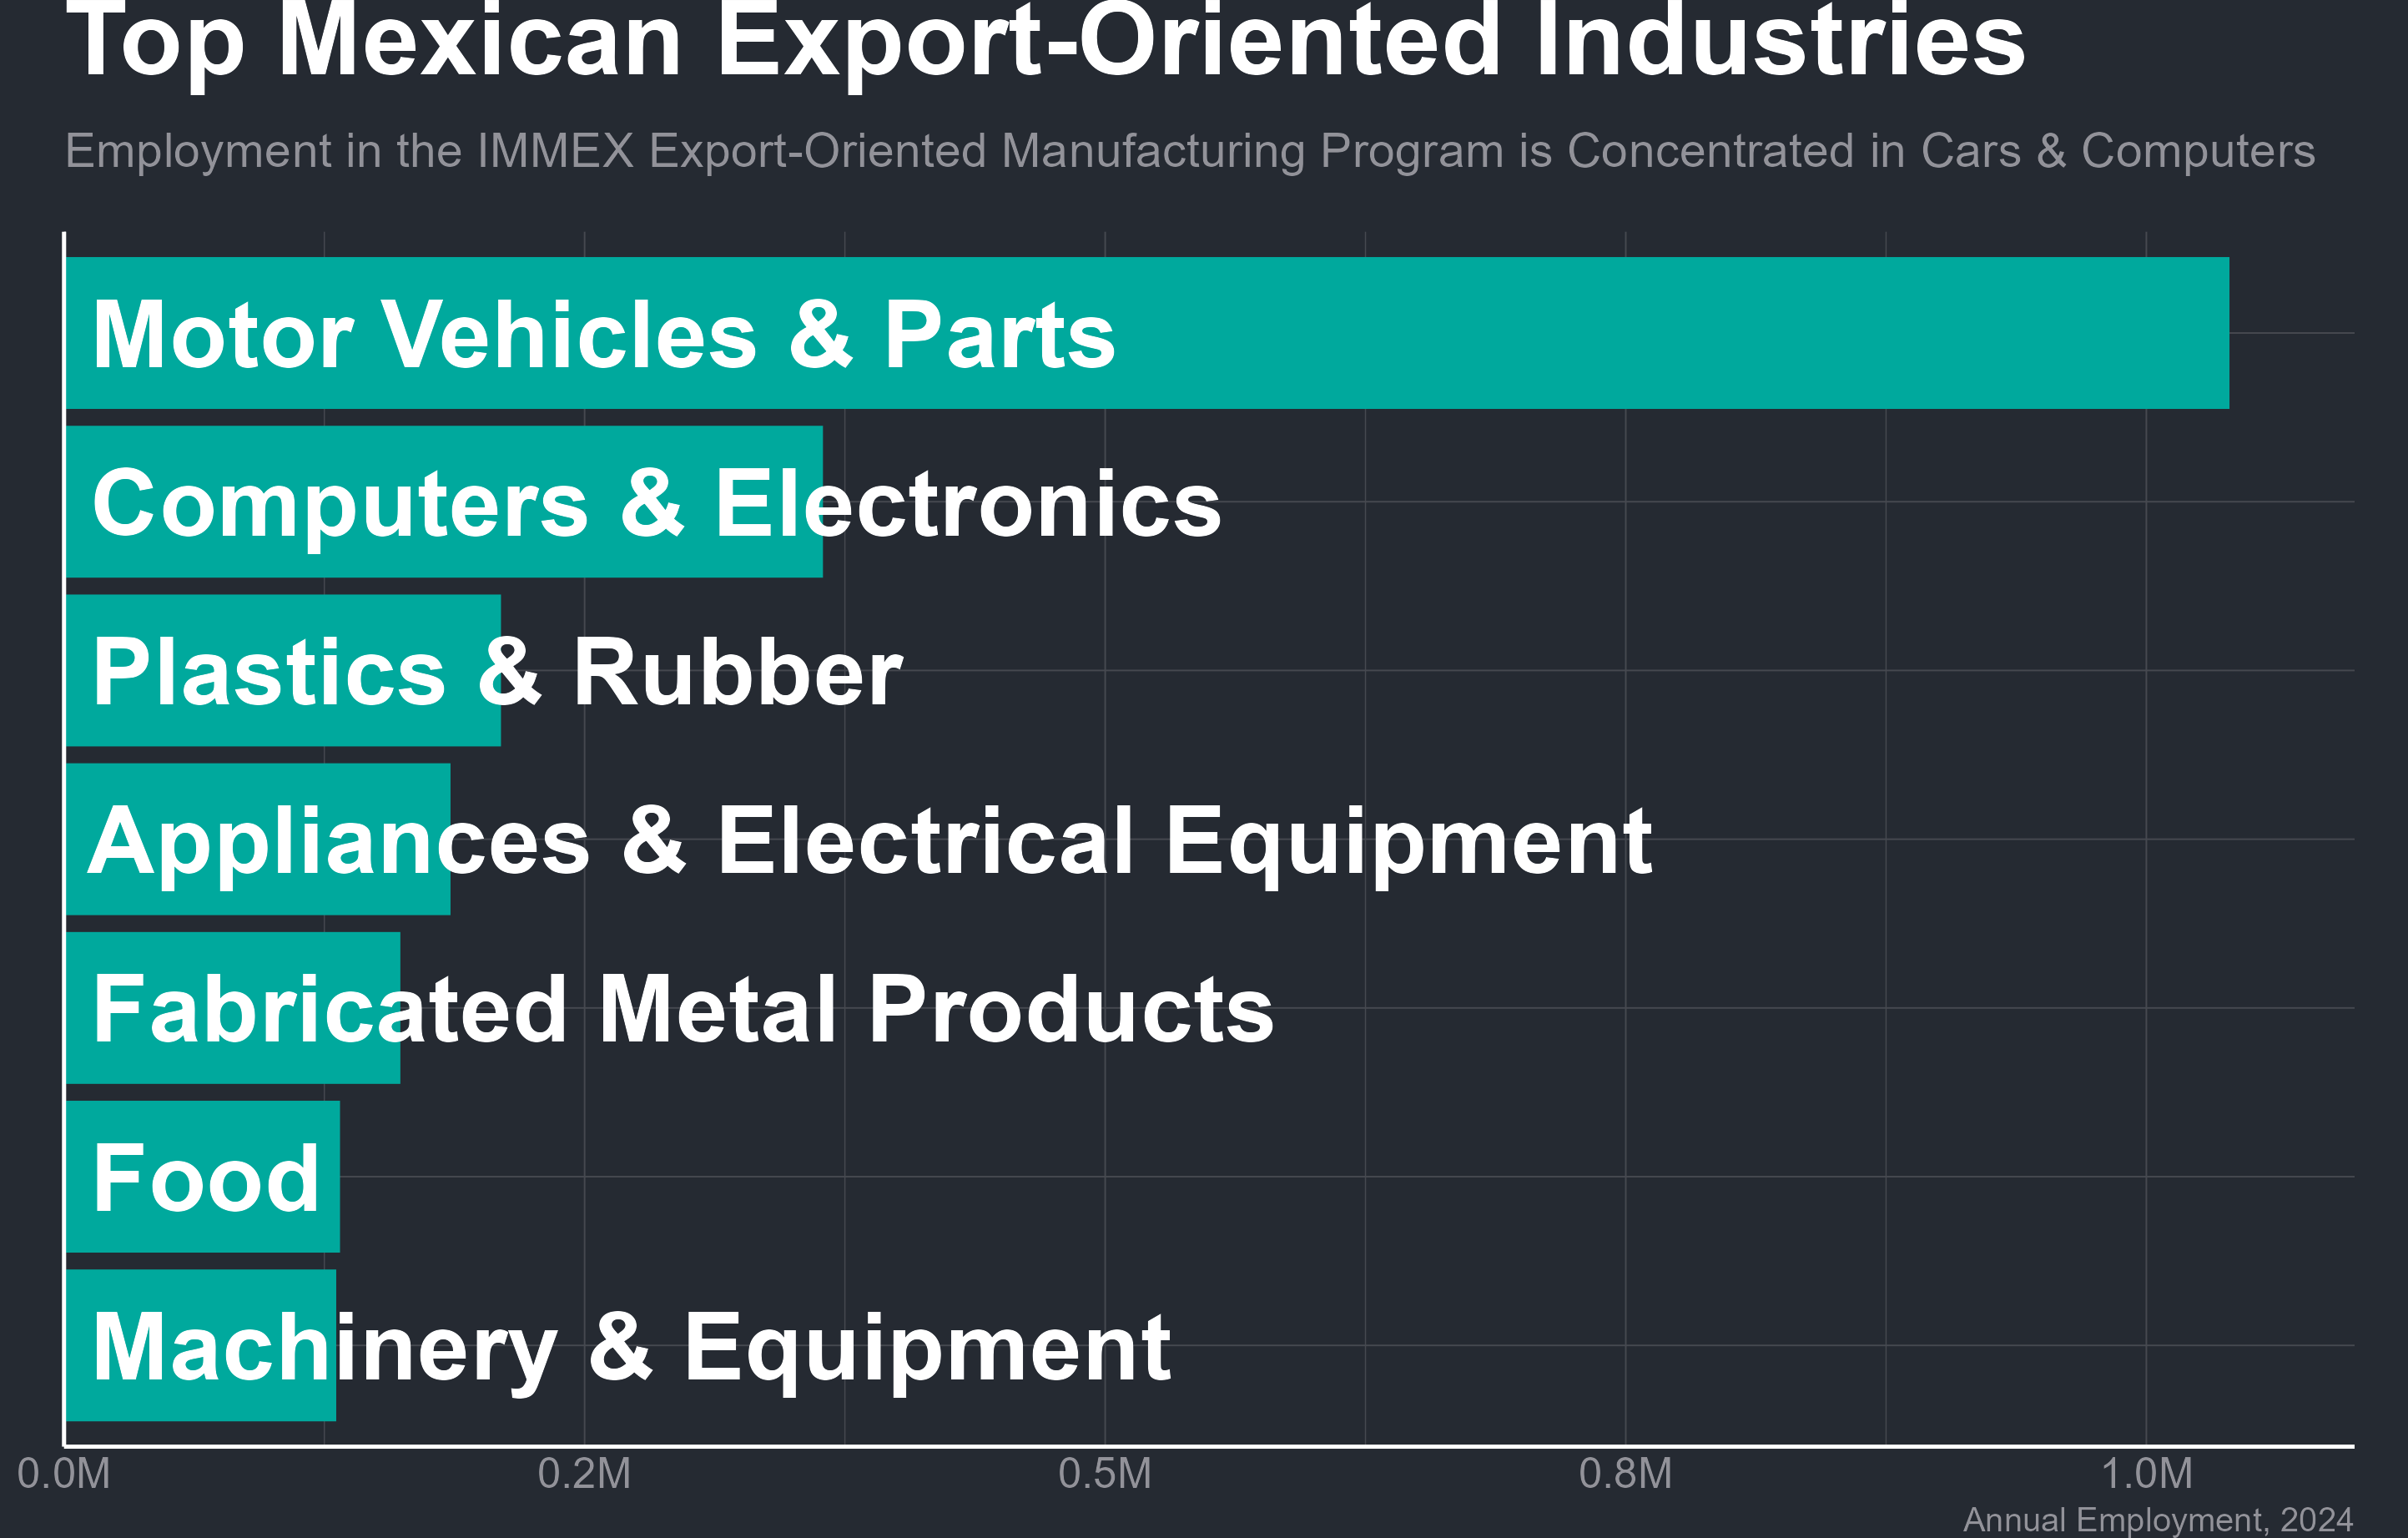 Top Mexican Export-Oriented Industries
Employment in the IMMEX Export-Oriented Manufacturing Program is Concentrated in Cars & Computers
Motor Vehicles & Parts
Computers & Electronics
Plastics & Rubber
Appliances & Electrical Equipment
Fabricated Metal Products
Food
Machinery & Equipment
0.0M 0.2M 0.5M 0.8M 1.0M
Annual Employment, 2024